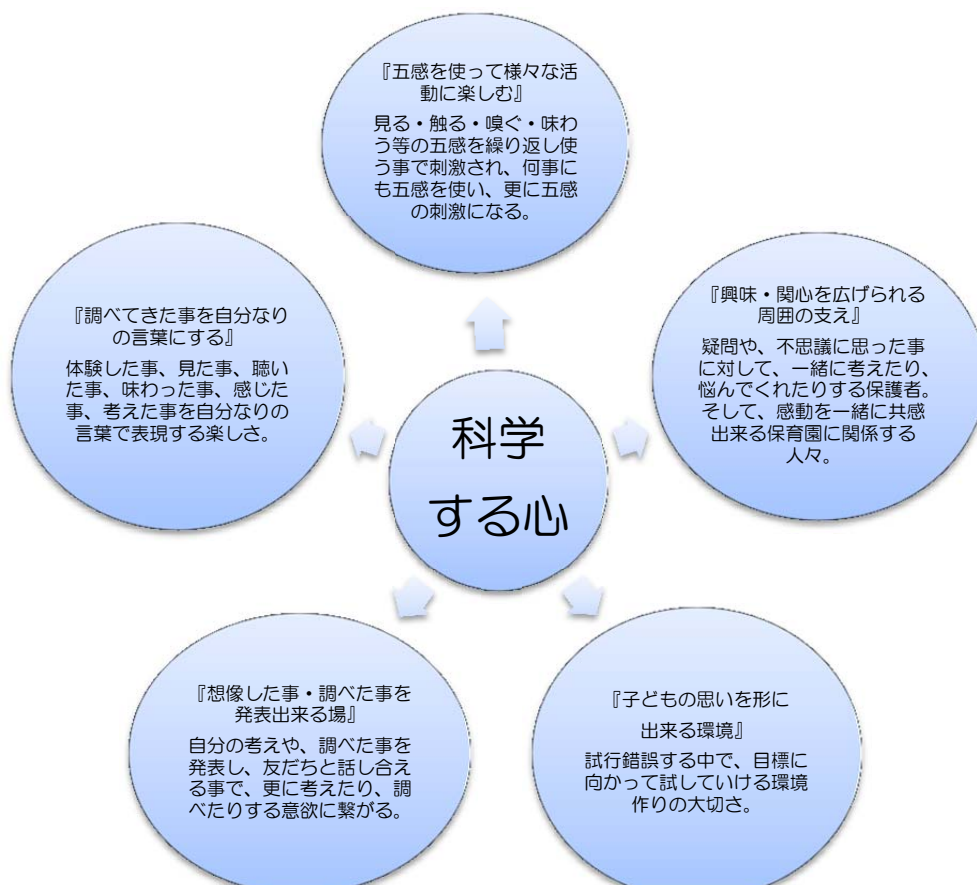 『五感を使って様々な活
動に楽しむ』
見る・触る・嗅ぐ・味わ
う等の五感を繰り返し使
う事で刺激され、何事に
も五感を使い、更に五感
の刺激になる。
『興味・関心を広げられる
周囲の支え』
疑問や、不思議に思った事
に対して、一緒に考えたり、
悩んでくれたりする保護者。
そして、感動を一緒に共感
出来る保育園に関係する
人々。
『調べてきた事を自分なり
の言葉にする』
体験した事、見た事、聴い
た事、味わった事、感じた
事、考えた事を自分なりの
言葉で表現する楽しさ。
科学
する心
『想像した事・調べた事を
発表出来る場』
自分の考えや、調べた事を
発表し、友だちと話し合え
る事で、更に考えたり、調
べたりする意欲に繋がる。
『子どもの思いを形に
出来る環境』
試行錯誤する中で、目標に
向かって試していける環境
作りの大切さ。